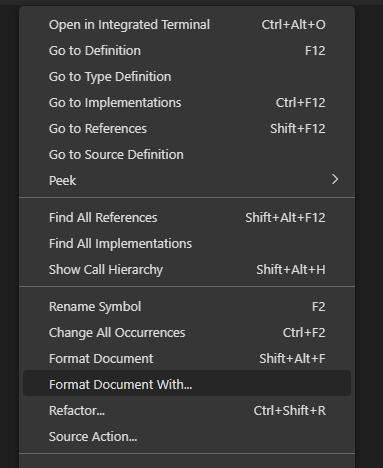 Open in Integrated Terminal Ctrl+Alt+O
Go to Definition F12
Go to Type Definition
Go to Implementations Ctrl+F12
Go to References Shift+F12
Go to Source Definition
Peek
Find All References Shift+Alt+F12
Find All Implementations
Show Call Hierarchy Shift+Alt+H
Rename Symbol F2
Change All Occurrences Ctrl+F2
Format Document Shift+Alt+F
Format Document With...
Refactor... Ctrl+Shift+R
Source Action...